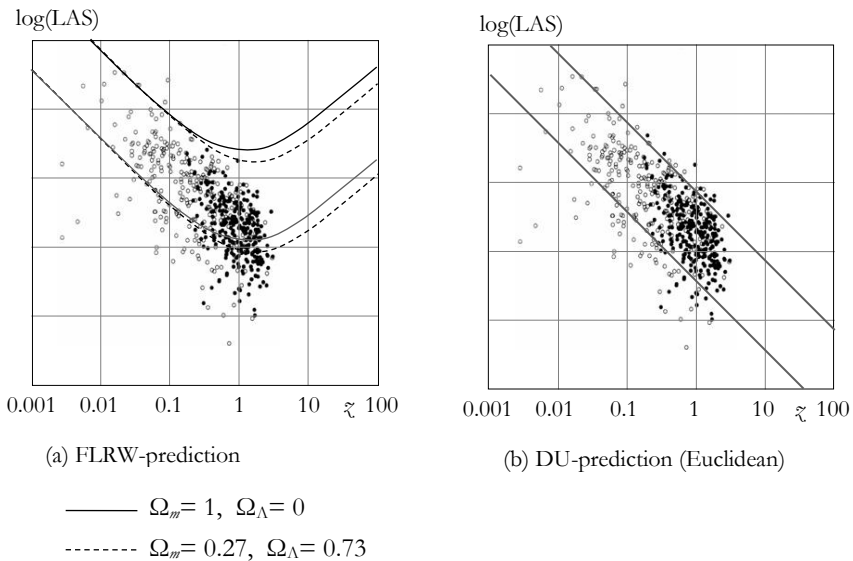 log(LAS)
log(LAS)
0.001 0.01 0.1 1 z 100
0.001 0.01 0.1 1 10 z 100
(a) FLRW-prediction
(b) DU-prediction (Euclidean)
Ωm= 1, ΩΛ= 0
Ωm= 0.27, ΩΛ= 0.73